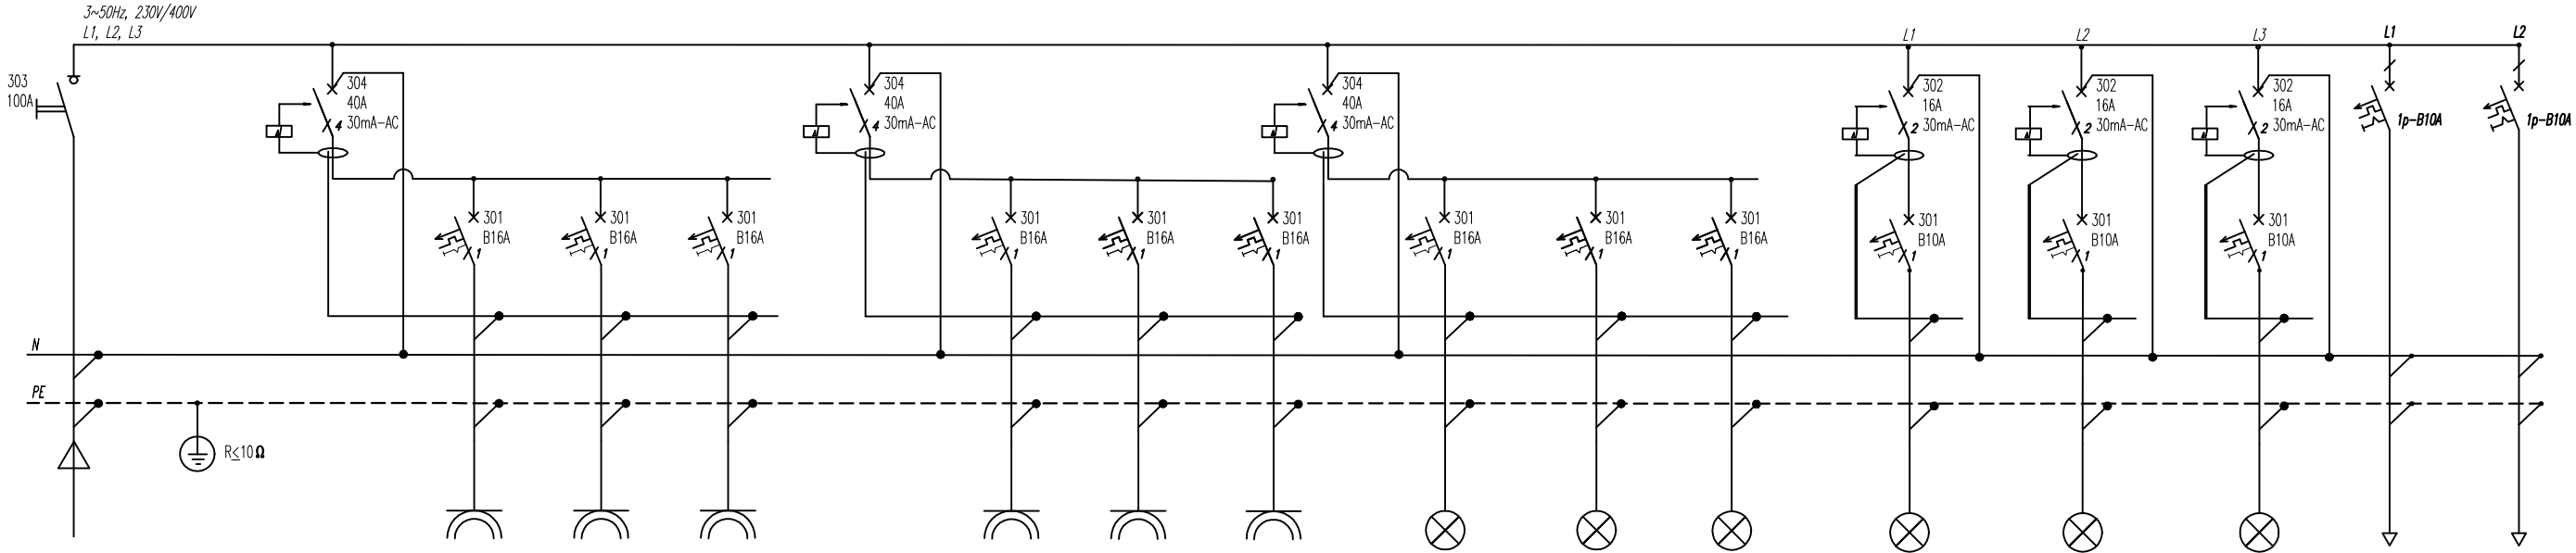 3~50Hz, 230V/400V
L1, L2, L3
303
100A
304
40A
4 30mA-AC
304
40A
4 30mA-AC
304
40A
4 30mA-AC
L1
302
16A
2 30mA-AC
L2
302
16A
2 30mA-AC
L3
302
16A
2 30mA-AC
L1
1p-B10A
L2
1p-B10A
301
B16A
1
301
B16A
1
301
B16A
1
301
B16A
1
301
B16A
1
301
B16A
1
301
B16A
1
301
B16A
1
301
B16A
1
301
B10A
1
301
B10A
1
301
B10A
1
N
PE
R≤10 Ω